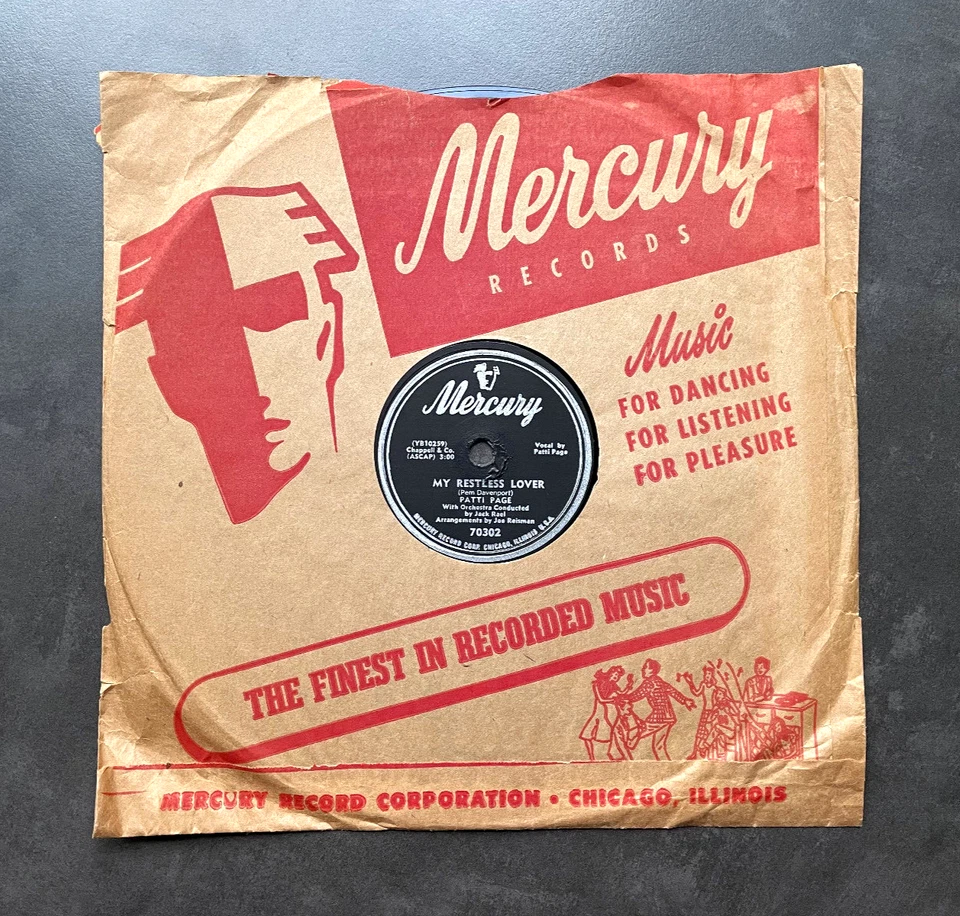 Mercury
RECORDS
Music
FOR DANCING
FOR LISTENING
FOR PLEASURE
Mercury
(YB10259)
Chappell & Co.
(ASCAP) 3:00
Vocal by
Patti Page
MY RESTLESS LOVER
(Pem Davenport)
PATTI PAGE
With Orchestra Conducted
by Jack Rael
Arrangements by Joe Reisman
70302
MERCURY RECORD CORP. CHICAGO, ILLINOIS U.S.A
THE FINEST IN RECORDED MUSIC
MERCURY RECORD CORPORATION • CHICAGO, ILLINOIS